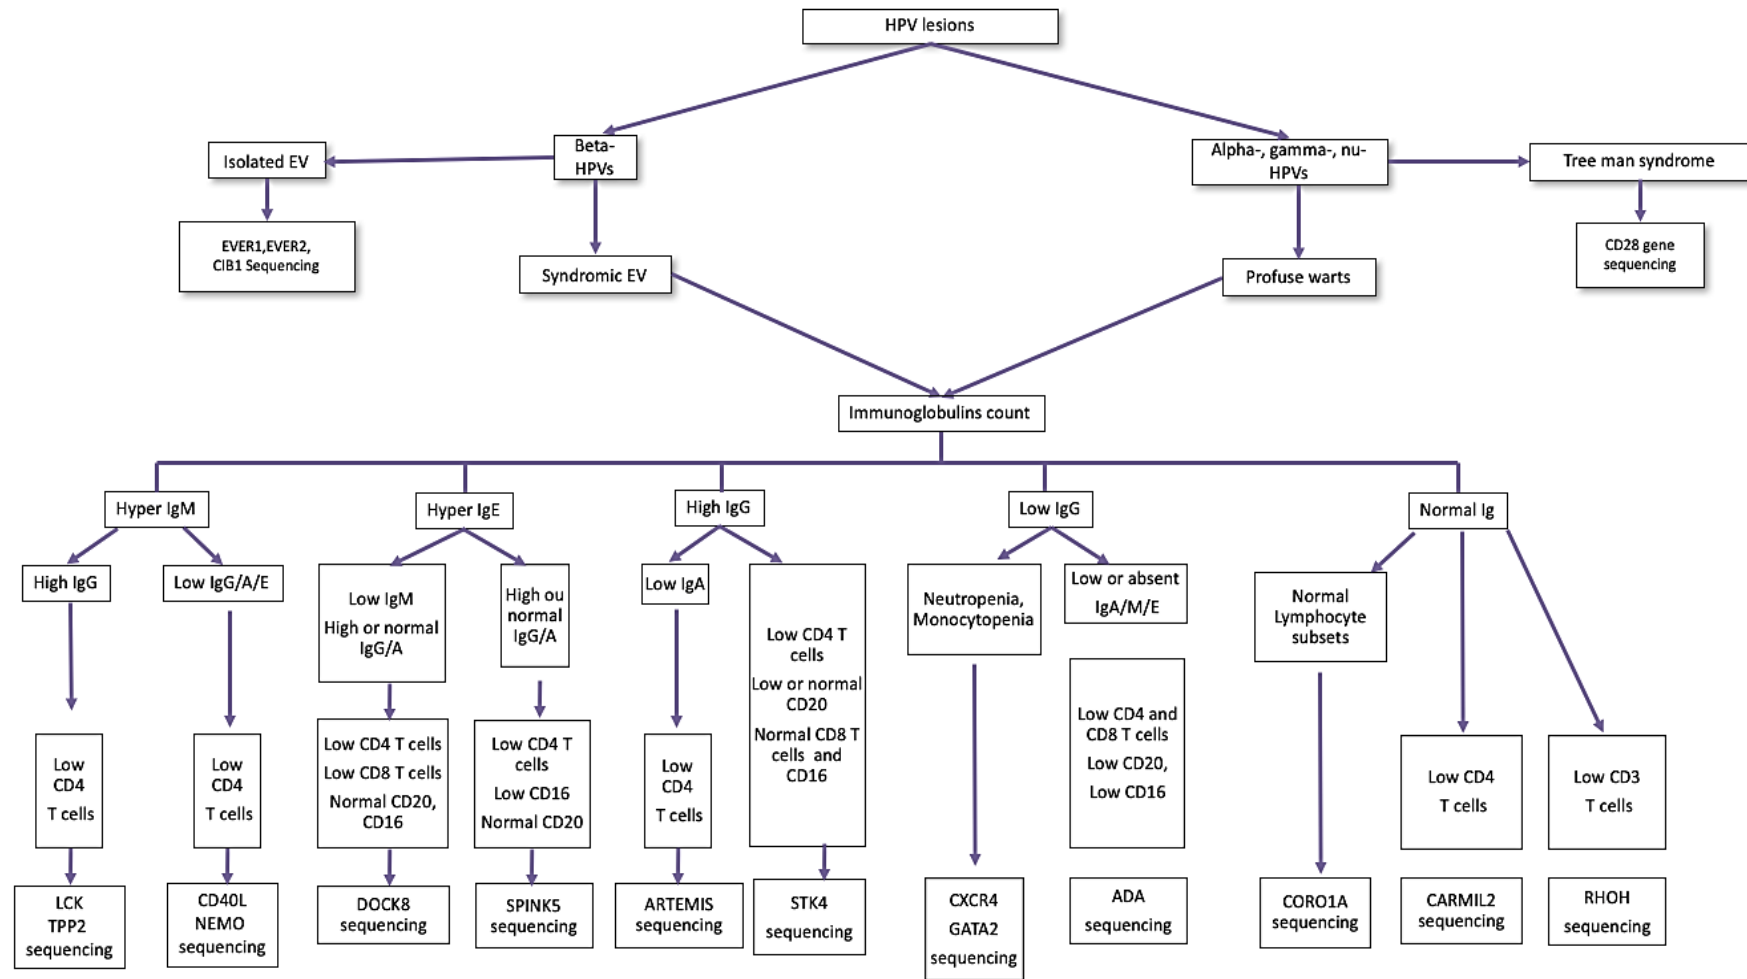 HPV lesions
Isolated EV
Beta-
HPVs
Alpha-, gamma-, nu-
HPVs
Tree man syndrome
EVER1,EVER2,
CIB1 Sequencing
Syndromic EV
Profuse warts
CD28 gene
sequencing
Immunoglobulins count
Hyper IgM
Hyper IgE
High IgG
Low IgG
Normal Ig
High IgG
Low IgG/A/E
Low IgM
High or normal
IgG/A
High ou
normal
IgG/A
Low IgA
Low CD4 T
cells
Low or normal
CD20
Normal CD8 T
cells and
CD16
Neutropenia,
Monocytopenia
Low or absent
IgA/M/E
Normal
Lymphocyte
subsets
Low
CD4
T cells
Low
CD4
T cells
Low CD4 T cells
Low CD8 T cells
Normal CD20,
CD16
Low CD4 T
cells
Low CD16
Normal CD20
Low
CD4
T cells
Low CD4 and
CD8 T cells
Low CD20,
Low CD16
Low CD4
T cells
Low CD3
T cells
LCK
TPP2
sequencing
CD40L
NEMO
sequencing
DOCK8
sequencing
SPINK5
sequencing
ARTEMIS
sequencing
STK4
sequencing
CXCR4
GATA2
sequencing
ADA
sequencing
CORO1A
sequencing
CARMIL2
sequencing
RHOH
sequencing